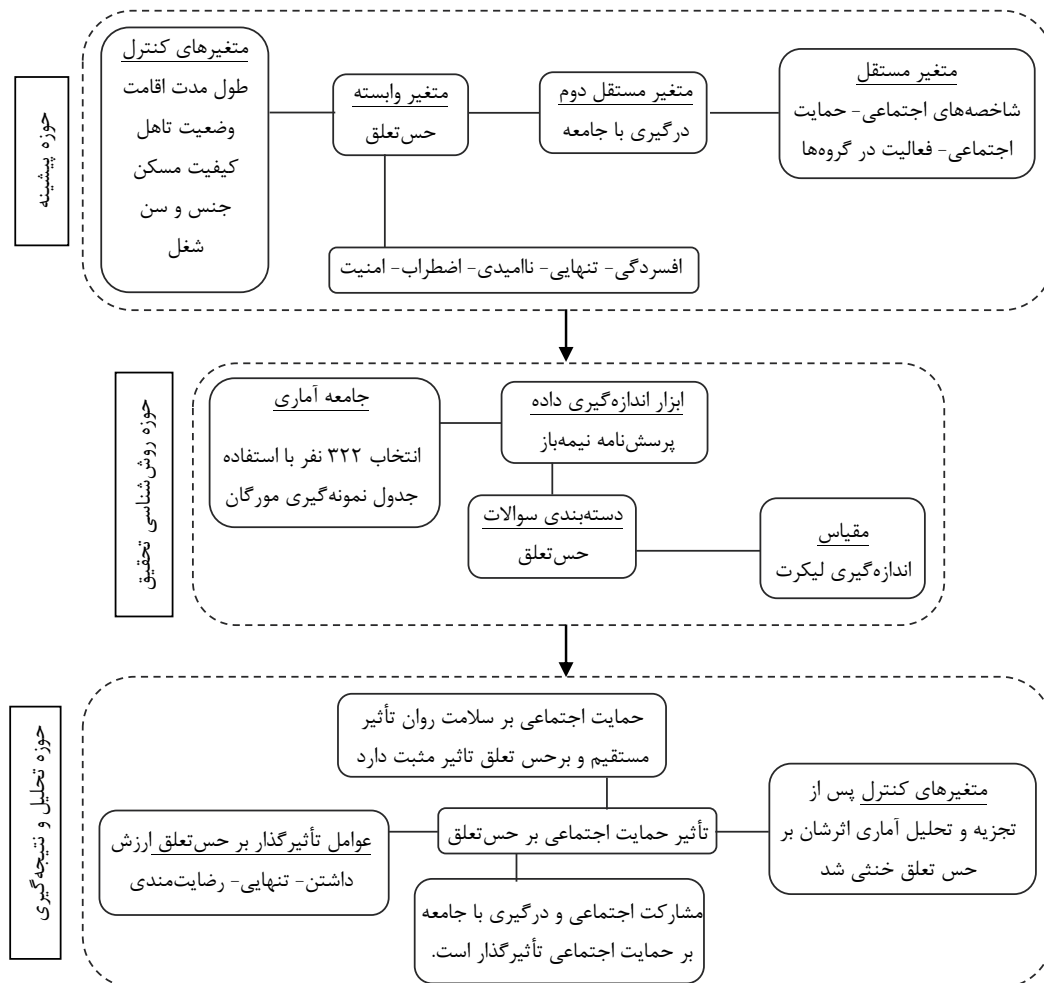 حوزه پیشینه
متغیر مستقل
شاخصه‌های اجتماعی- حمایت
اجتماعی- فعالیت در گروه‌ها
متغیر مستقل دوم
درگیری با جامعه
متغیر وابسته
حس‌تعلق
متغیرهای کنترل
طول مدت اقامت
وضعیت تاهل
کیفیت مسکن
جنس و سن
شغل
افسردگی- تنهایی- ناامیدی- اضطراب- امنیت
حوزه روش‌شناسی تحقیق
ابزار اندازه‌گیری داده
پرسش‌نامه نیمه‌باز
جامعه آماری
انتخاب ۳۲۲ نفر با استفاده
جدول نمونه‌گیری مورگان
دسته‌بندی سوالات
حس‌تعلق
مقیاس
اندازه‌گیری لیکرت
حوزه تحلیل و نتیجه‌گیری
حمایت اجتماعی بر سلامت روان تأثیر
مستقیم و برحس تعلق تاثیر مثبت دارد
متغیرهای کنترل پس از
تجزیه و تحلیل آماری اثرشان بر
حس تعلق خنثی شد
تأثیر حمایت اجتماعی بر حس‌تعلق
عوامل تأثیرگذار بر حس‌تعلق ارزش
داشتن- تنهایی- رضایت‌مندی
مشارکت اجتماعی و درگیری با جامعه
بر حمایت اجتماعی تأثیرگذار است.